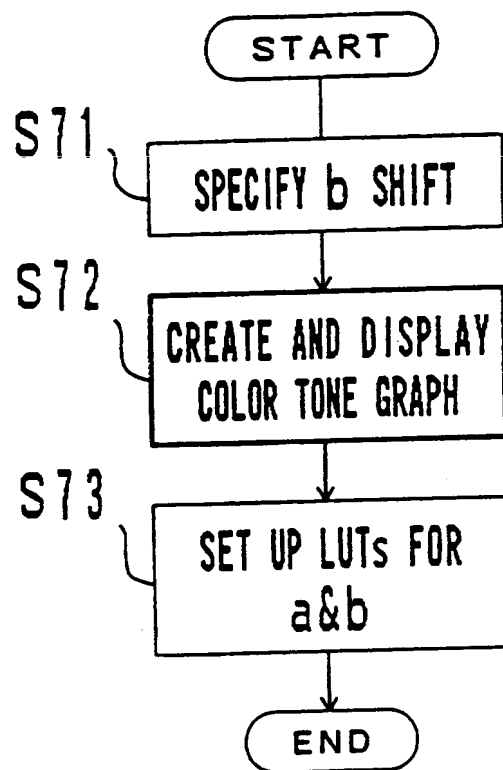 START
S71
SPECIFY b SHIFT
S72
CREATE AND DISPLAY
COLOR TONE GRAPH
S73
SET UP LUTs FOR
a&b
END